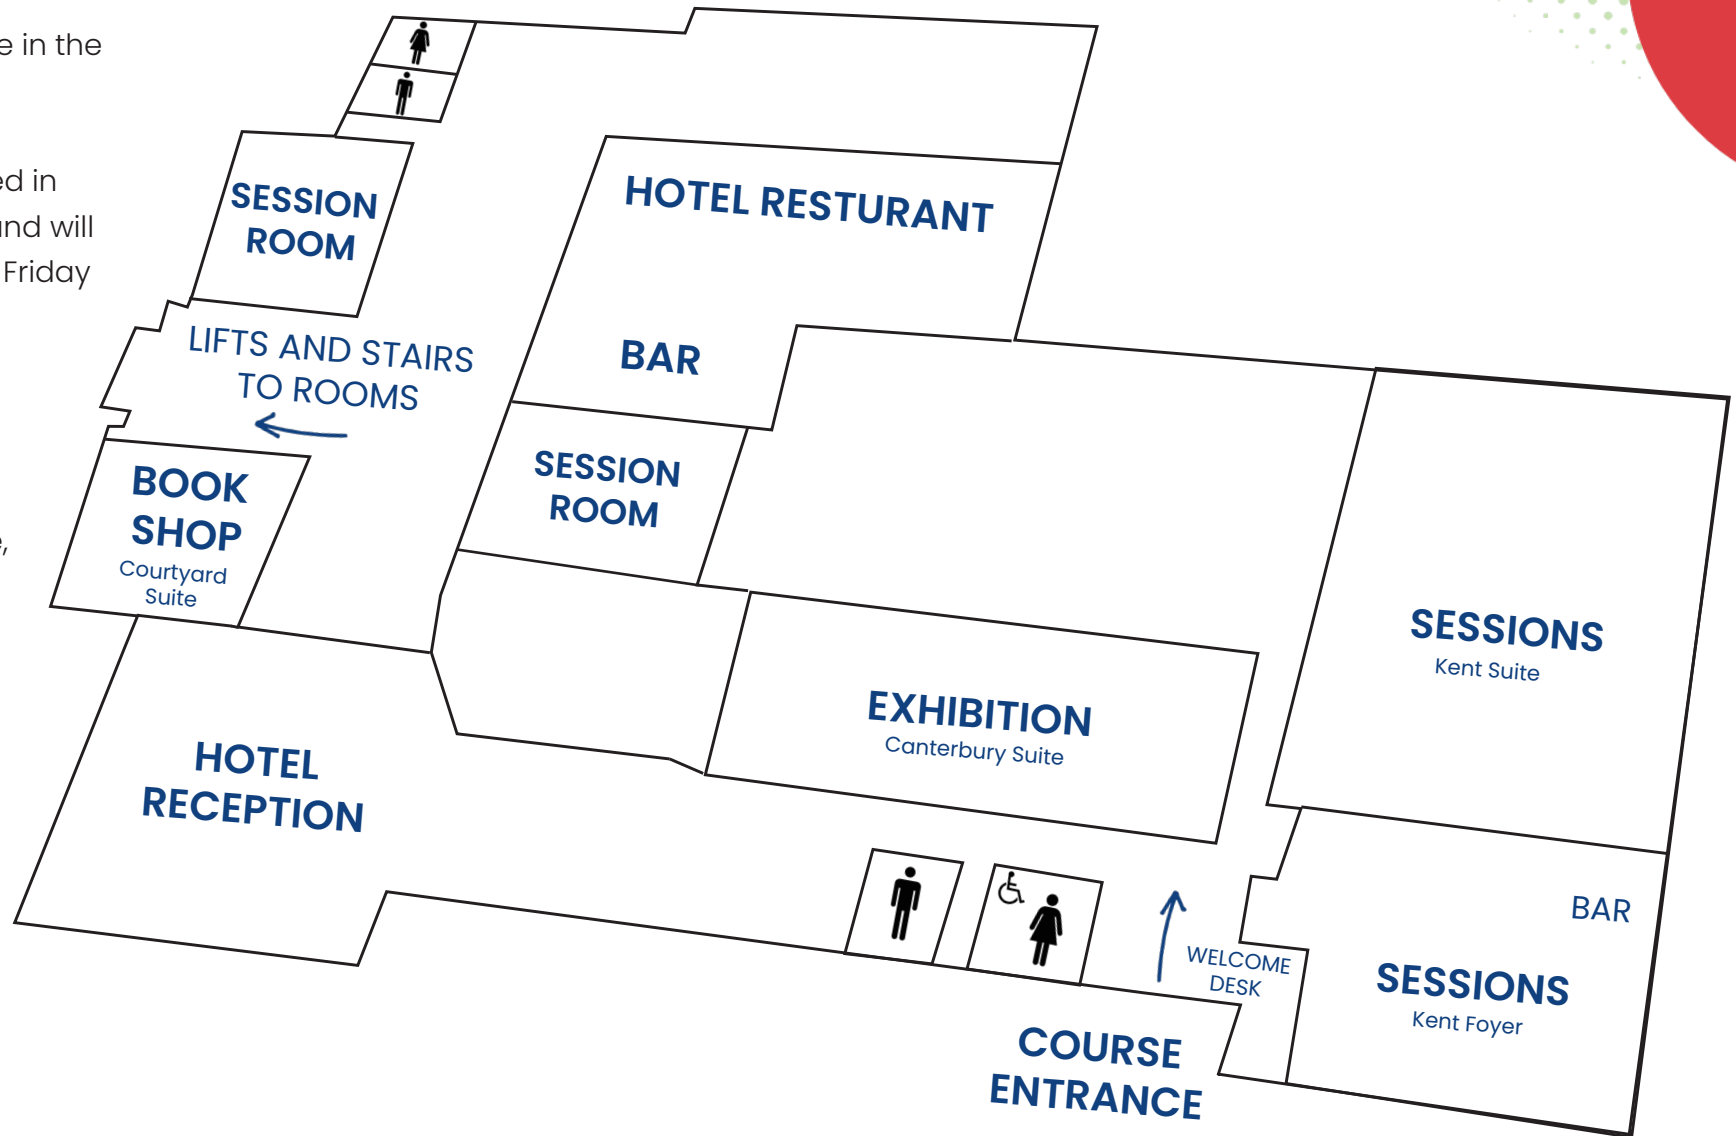 e in the
ed in
and will
Friday
e,
SESSION
ROOM
HOTEL RESTURANT
LIFTS AND STAIRS
TO ROOMS
BAR
BOOK
SHOP
Courtyard
Suite
SESSION
ROOM
SESSIONS
Kent Suite
EXHIBITION
Canterbury Suite
HOTEL
RECEPTION
BAR
WELCOME
DESK
SESSIONS
Kent Foyer
COURSE
ENTRANCE